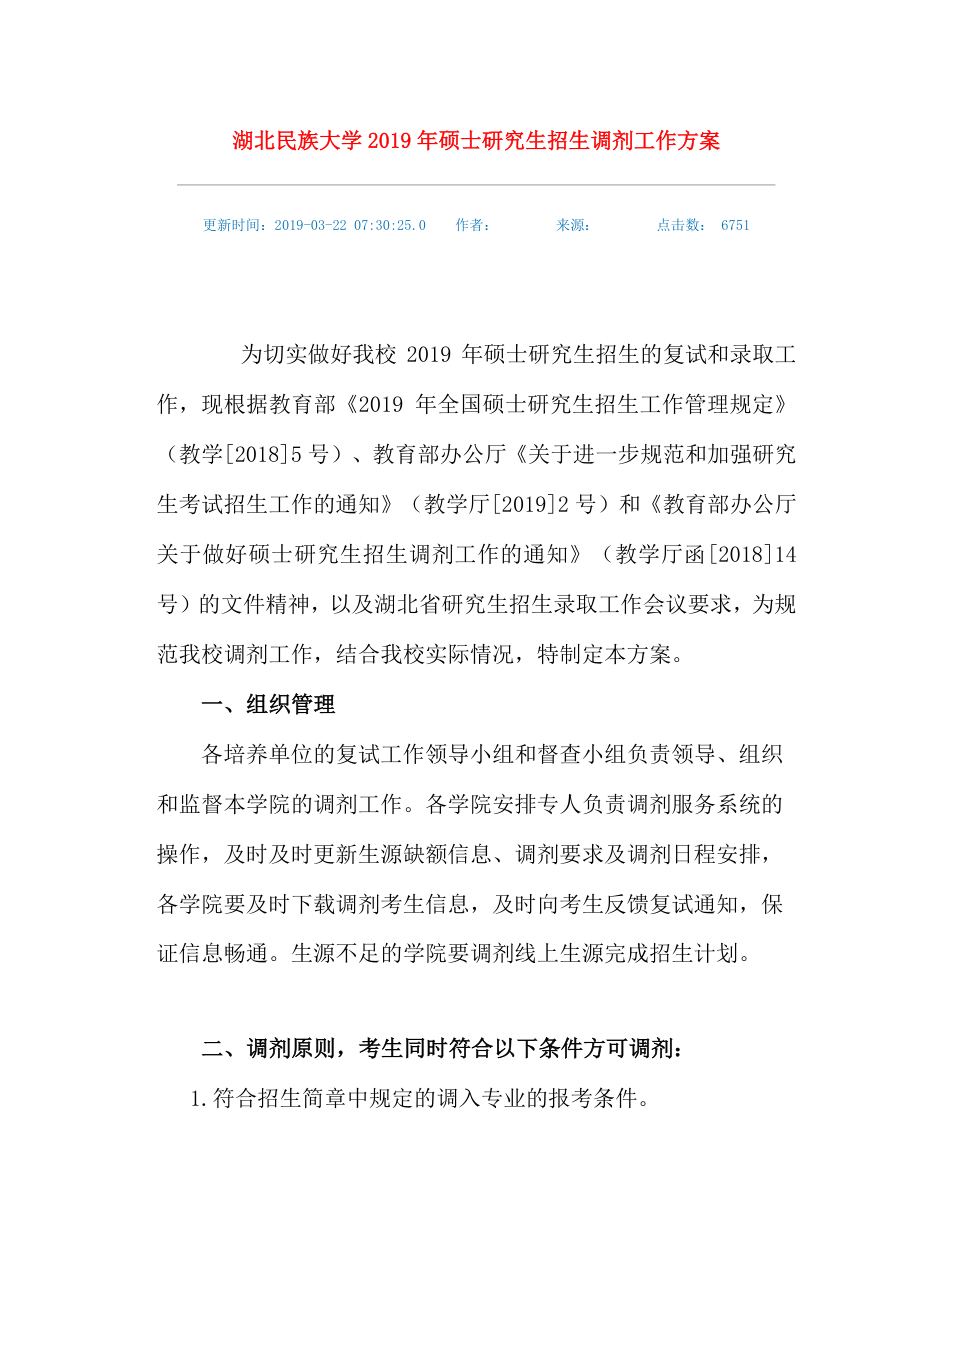 湖北民族大学 2019 年硕士研究生招生调剂工作方案
更新时间：2019-03-22 07:30:25.0 作者： 来源： 点击数： 6751
为切实做好我校 2019 年硕士研究生招生的复试和录取工
作，现根据教育部《2019 年全国硕士研究生招生工作管理规定》
（教学[2018]5 号）、教育部办公厅《关于进一步规范和加强研究
生考试招生工作的通知》（教学厅[2019]2 号）和《教育部办公厅
关于做好硕士研究生招生调剂工作的通知》（教学厅函[2018]14
号）的文件精神，以及湖北省研究生招生录取工作会议要求，为规
范我校调剂工作，结合我校实际情况，特制定本方案。
一、组织管理
各培养单位的复试工作领导小组和督查小组负责领导、组织
和监督本学院的调剂工作。各学院安排专人负责调剂服务系统的
操作，及时及时更新生源缺额信息、调剂要求及调剂日程安排，
各学院要及时下载调剂考生信息，及时向考生反馈复试通知，保
证信息畅通。生源不足的学院要调剂线上生源完成招生计划。
二、调剂原则，考生同时符合以下条件方可调剂：
1.符合招生简章中规定的调入专业的报考条件。